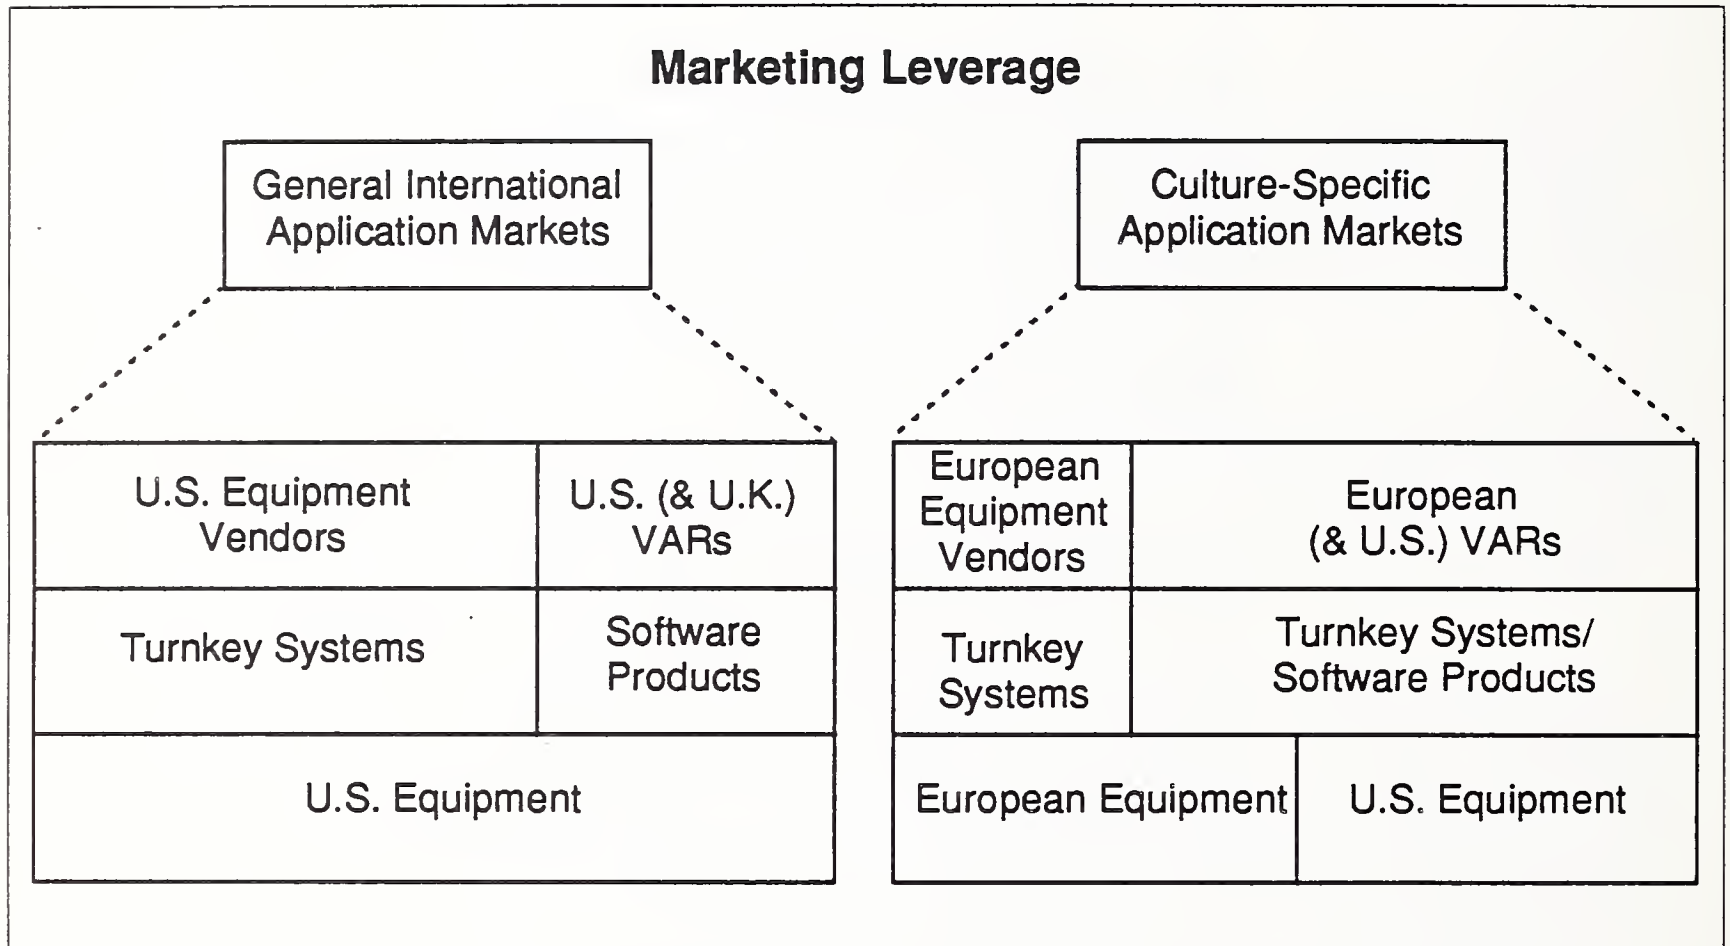 Marketing Leverage
General International
Application Markets
Culture-Specific
Application Markets
U.S. Equipment
Vendors
U.S. (& U.K.)
VARs
European
Equipment
Vendors
European
(& U.S.) VARs
Turnkey Systems
Software
Products
Turnkey
Systems
Turnkey Systems/
Software Products
U.S. Equipment
European Equipment
U.S. Equipment